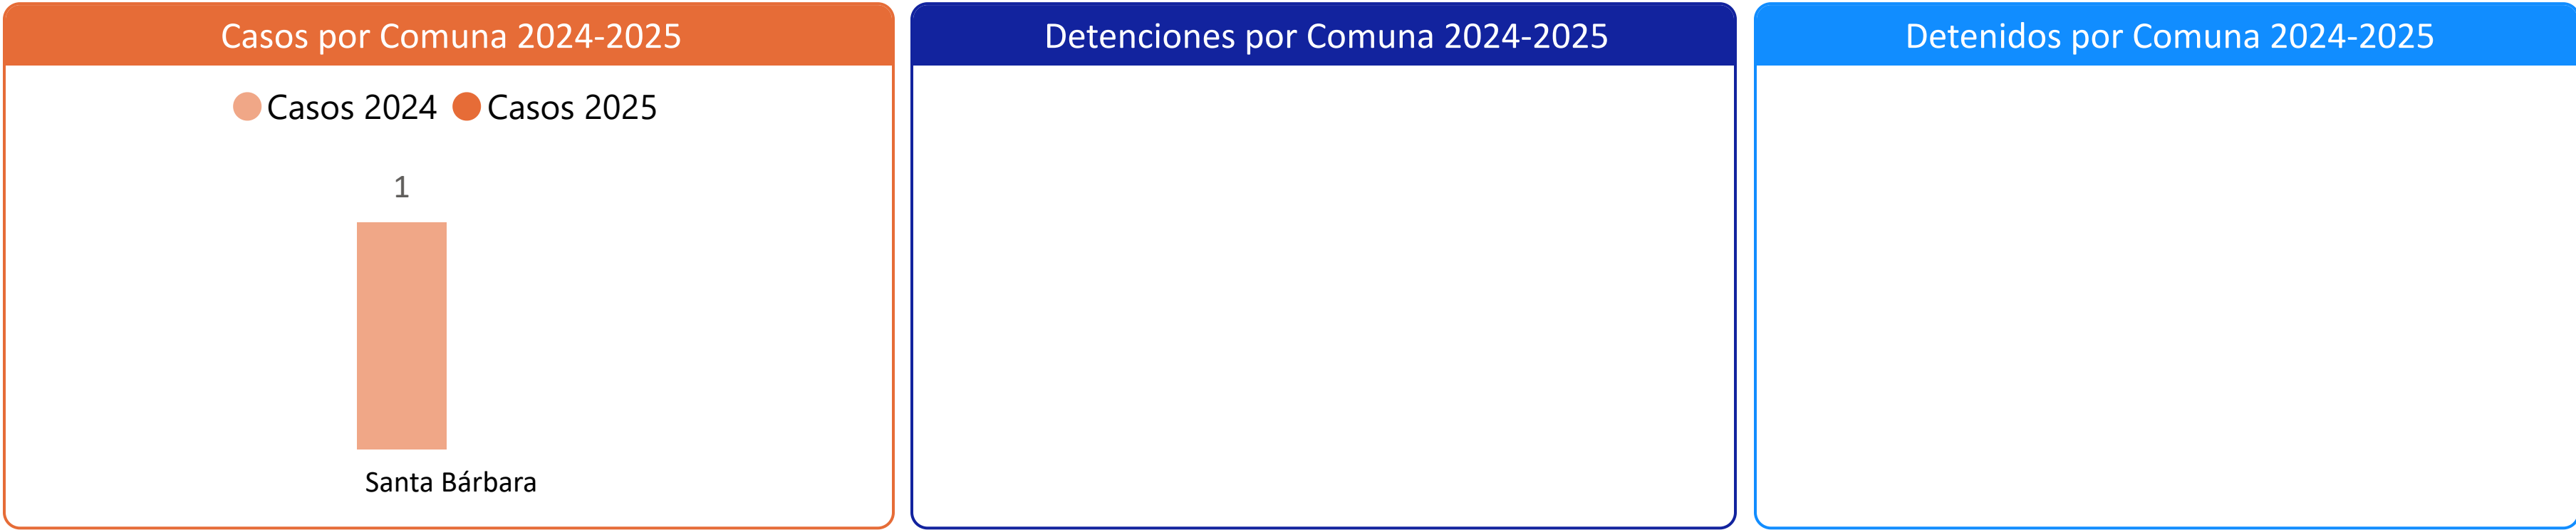 Casos por Comuna 2024-2025
Casos 2024 Casos 2025
1
Santa Bárbara
Detenciones por Comuna 2024-2025
Detenidos por Comuna 2024-2025